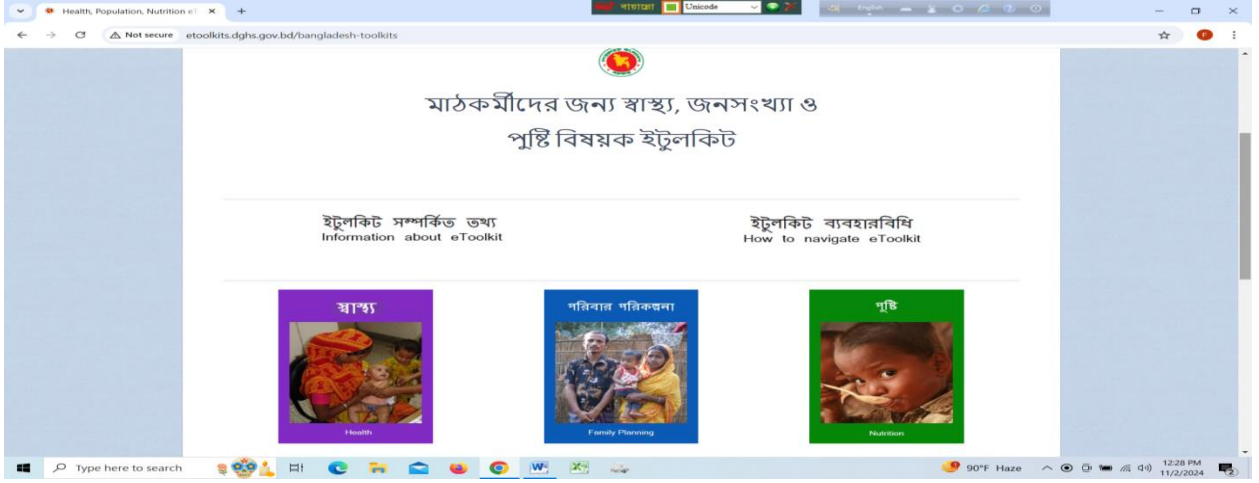 Health, Population, Nutrition eT
Unicode
English
Not secure
etoolkits.dghs.gov.bd/bangladesh-toolkits
মাঠকর্মীদের জন্য স্বাস্থ্য, জনসংখ্যা ও
পুষ্টি বিষয়ক ইটুলকিট
ইটুলকিট সম্পর্কিত তথ্য
Information about eToolkit
ইটুলকিট ব্যবহারবিধি
How to navigate eToolkit
স্বাস্থ্য
Health
পরিবার পরিকল্পনা
Family Planning
পুষ্টি
Nutrition
Type here to search
90°F Haze
12:28 PM
11/2/2024